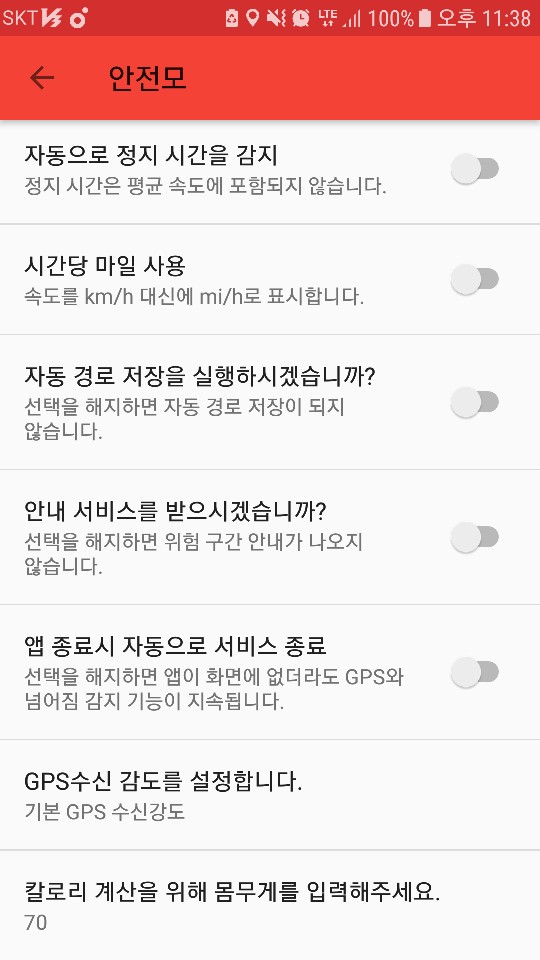 SKT LTE 100% 오후 11:38
안전모
자동으로 정지 시간을 감지
정지 시간은 평균 속도에 포함되지 않습니다.
시간당 마일 사용
속도를 km/h 대신에 mi/h로 표시합니다.
자동 경로 저장을 실행하시겠습니까?
선택을 해지하면 자동 경로 저장이 되지
않습니다.
안내 서비스를 받으시겠습니까?
선택을 해지하면 위험 구간 안내가 나오지
않습니다.
앱 종료시 자동으로 서비스 종료
선택을 해지하면 앱이 화면에 없더라도 GPS와
넘어짐 감지 기능이 지속됩니다.
GPS수신 감도를 설정합니다.
기본 GPS 수신강도
칼로리 계산을 위해 몸무게를 입력해주세요.
70